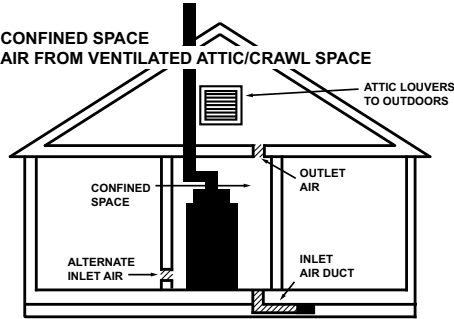 CONFINED SPACE
AIR FROM VENTILATED ATTIC/CRAWL SPACE
ATTIC LOUVERS
TO OUTDOORS
OUTLET
AIR
CONFINED
SPACE
ALTERNATE
INLET AIR
INLET
AIR DUCT